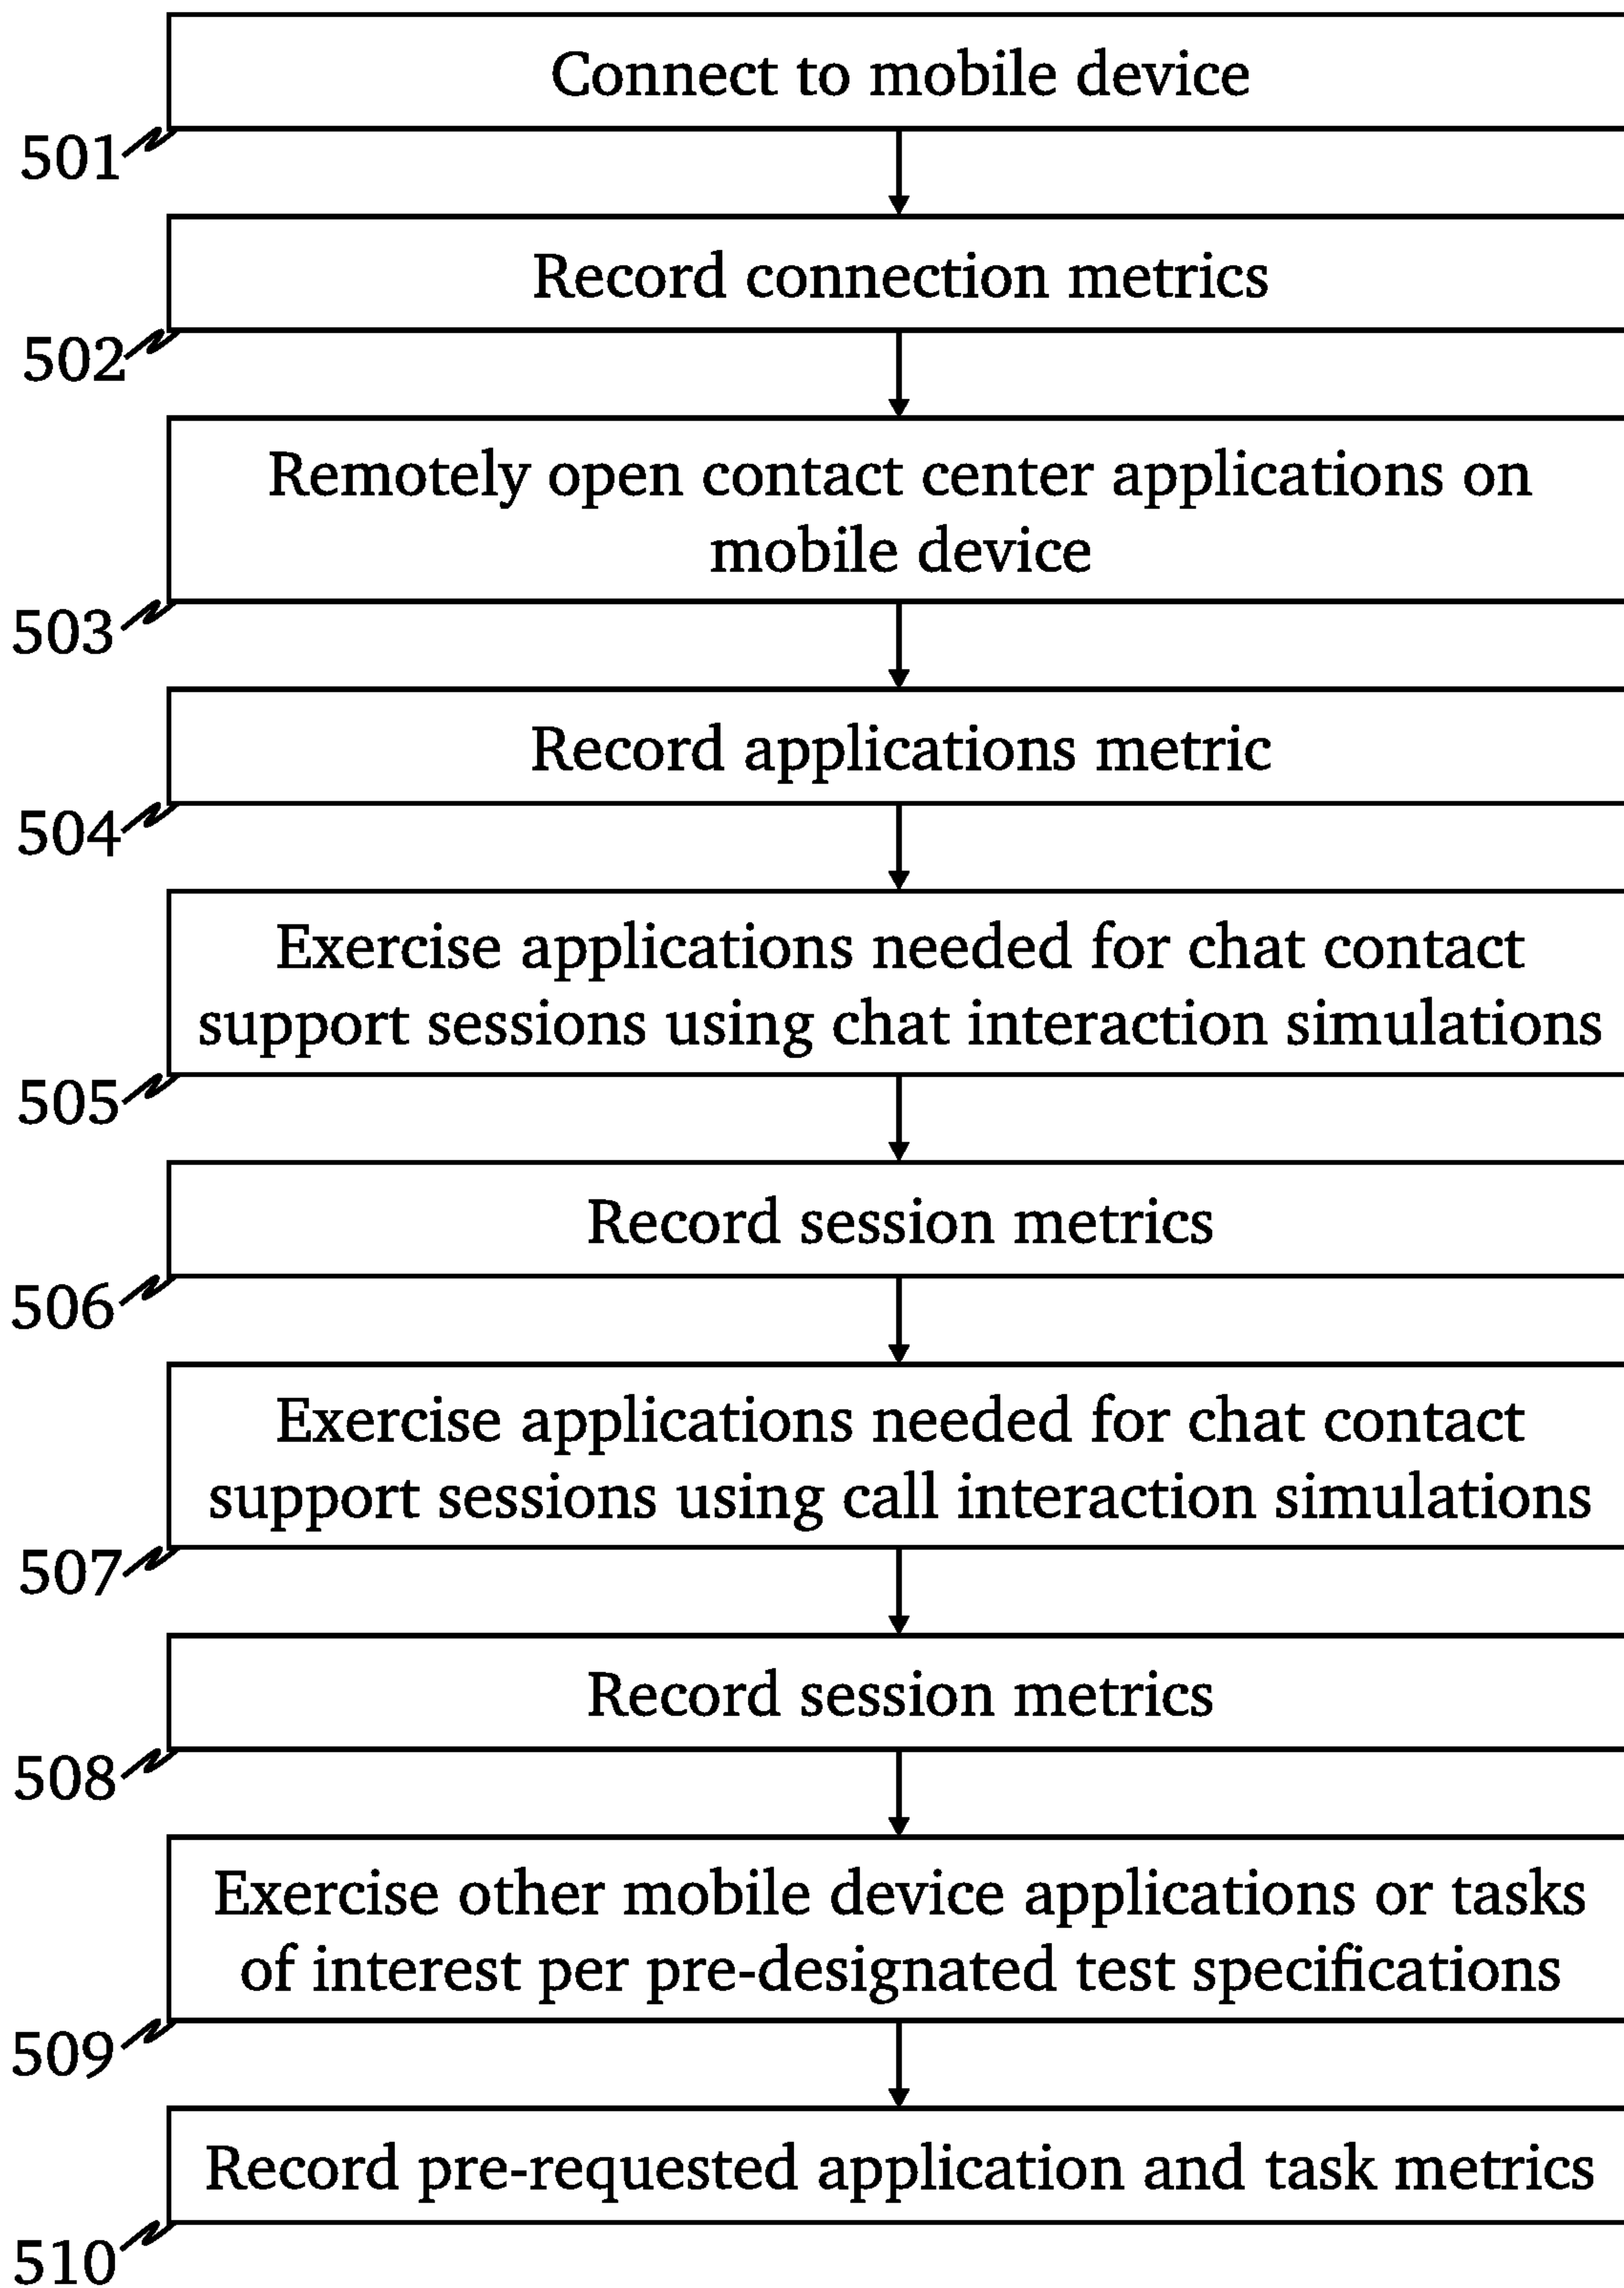 Connect to mobile device
501
Record connection metrics
502
Remotely open contact center applications on
mobile device
503
Record applications metric
504
Exercise applications needed for chat contact
support sessions using chat interaction simulations
505
Record session metrics
506
Exercise applications needed for chat contact
support sessions using call interaction simulations
507
Record session metrics
508
Exercise other mobile device applications or tasks
of interest per pre-designated test specifications
509
Record pre-requested application and task metrics
510